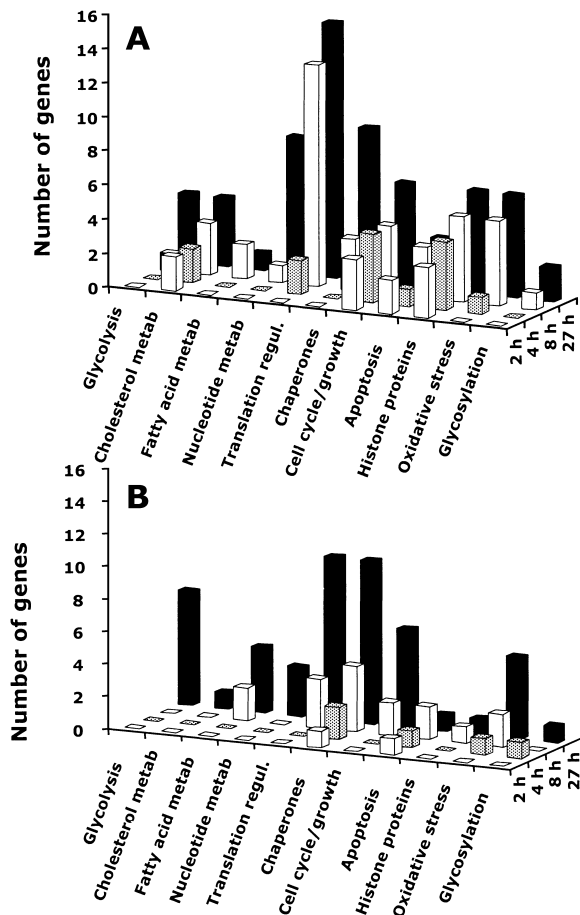 A
Number of genes
16
14
12
10
8
6
4
2
0
Glycolysis
Cholesterol metab
Fatty acid metab
Nucleotide metab
Translation regul.
Chaperones
Cell cycle/growth
Apoptosis
Histone proteins
Oxidative stress
Glycosylation
2 h
4 h
8 h
27 h
B
Number of genes
16
14
12
10
8
6
4
2
0
Glycolysis
Cholesterol metab
Fatty acid metab
Nucleotide metab
Translation regul.
Chaperones
Cell cycle/growth
Apoptosis
Histone proteins
Oxidative stress
Glycosylation
2 h
4 h
8 h
27 h